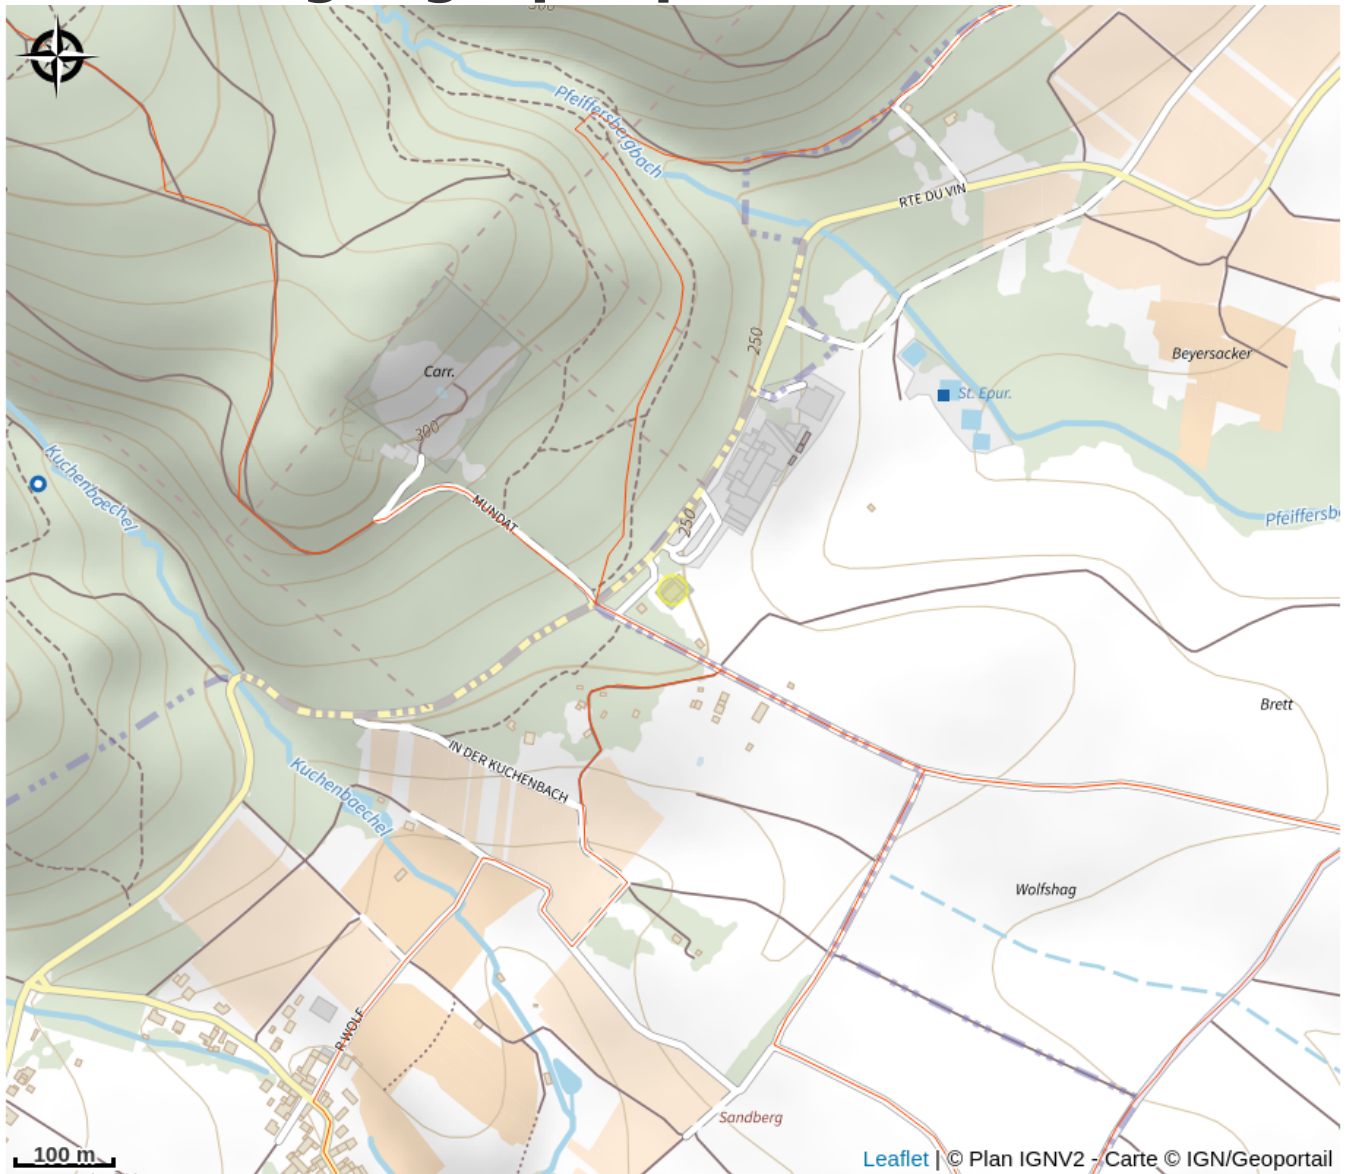 Pfeiffersbergbach
RTE DU VIN
250
Beyersacker
Carr.
St. Epur.
300
Kuchenbaechel
MUNDAT
250
Pfeiffersb
Brett
IN DER KUCHENBACH
Kuchenbaechel
Wolfshag
R WOLF
Sandberg
100 m
Leaflet | © Plan IGNV2 - Carte © IGN/Geoportail